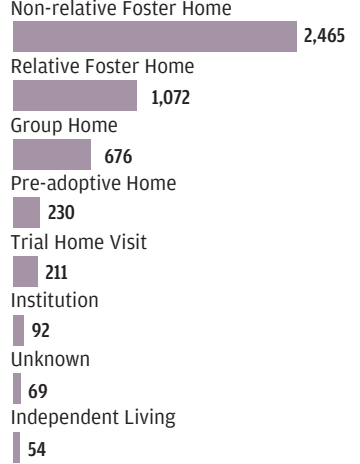 Non-relative Foster Home
2,465
Relative Foster Home
1,072
Group Home
676
Pre-adoptive Home
230
Trial Home Visit
211
Institution
92
Unknown
69
Independent Living
54